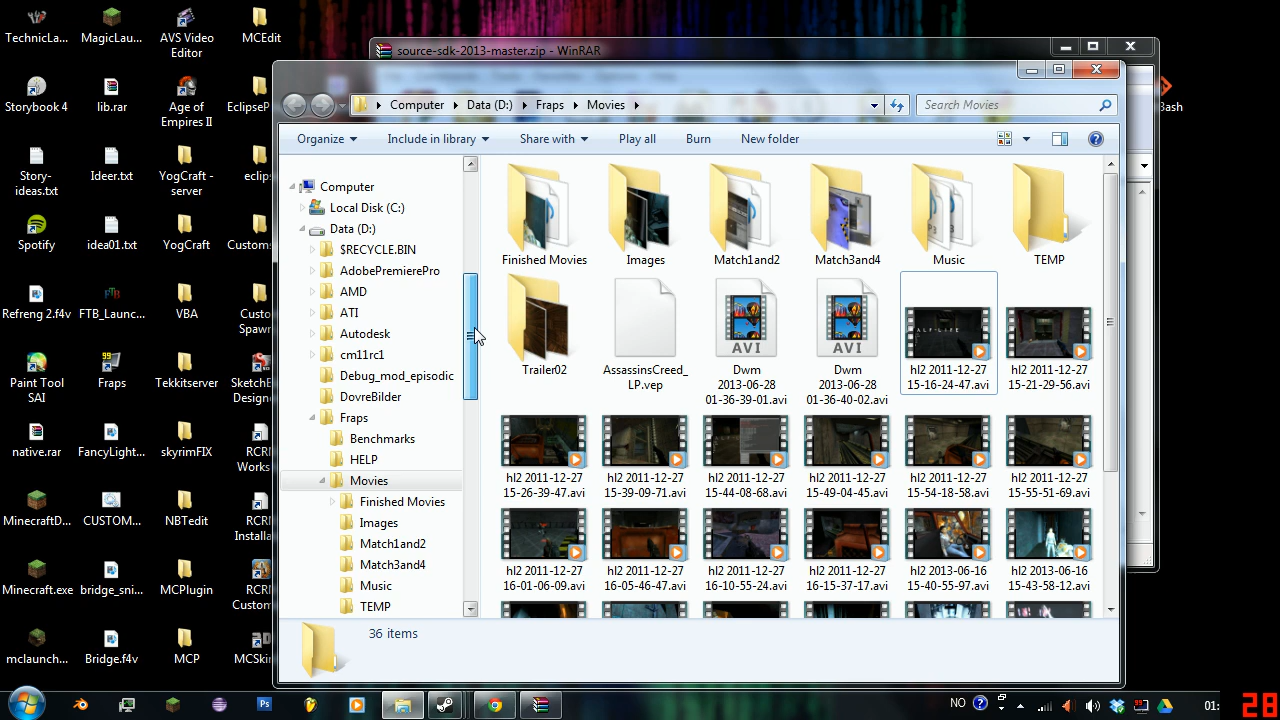 TechnicLa...
MagicLau...
AVS Video
Editor
MCEdit
Storybook 4
lib.rar
Age of
Empires II
EclipseP
Story-
ideas.txt
Ideer.txt
YogCraft -
server
eclips
Spotify
idea01.txt
YogCraft
Customs
Refreng 2.f4v
FTB_Launc...
VBA
Custo
Spawn
Paint Tool
SAI
Fraps
Tekkitserver
Sketch
Design
native.rar
FancyLight...
skyrimFIX
RCR
Works
MinecraftD...
CUSTOM...
NBTedit
RCRI
Installa
Minecraft.exe
bridge_sni...
MCPlugin
RCRI
Custom
mclaunch...
Bridge.f4v
MCP
MCSki
source-sdk-2013-master.zip - WinRAR
Bash
Computer
Data (D:)
Fraps
Movies
Search Movies
Organize
Include in library
Share with
Play all
Burn
New folder
Computer
Local Disk (C:)
Data (D:)
$RECYCLE.BIN
AdobePremierePro
AMD
ATI
Autodesk
cm11rc1
Debug_mod_episodic
DovreBilder
Fraps
Benchmarks
HELP
Movies
Finished Movies
Images
Match1and2
Match3and4
Music
TEMP
Finished Movies
Images
Match1and2
Match3and4
Music
TEMP
Trailer02
AssassinsCreed_
LP.vep
AVI
Dwm
2013-06-28
01-36-39-01.avi
AVI
Dwm
2013-06-28
01-36-40-02.avi
hl2 2011-12-27
15-16-24-47.avi
hl2 2011-12-27
15-21-29-56.avi
hl2 2011-12-27
15-26-39-47.avi
hl2 2011-12-27
15-39-09-71.avi
hl2 2011-12-27
15-44-08-68.avi
hl2 2011-12-27
15-49-04-45.avi
hl2 2011-12-27
15-54-18-58.avi
hl2 2011-12-27
15-55-51-69.avi
hl2 2011-12-27
16-01-06-09.avi
hl2 2011-12-27
16-05-46-47.avi
hl2 2011-12-27
16-10-55-24.avi
hl2 2011-12-27
16-15-37-17.avi
hl2 2013-06-16
15-40-55-97.avi
hl2 2013-06-16
15-43-58-12.avi
36 items
NO
01:
28